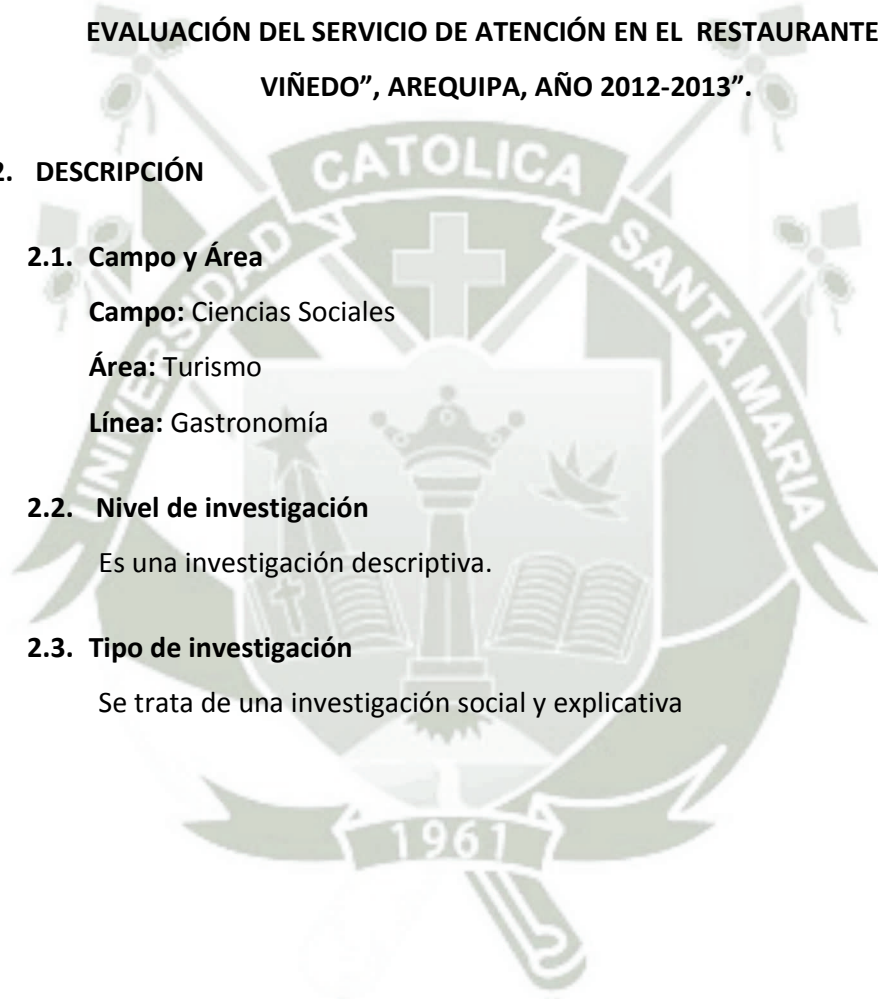 EVALUACIÓN DEL SERVICIO DE ATENCIÓN EN EL RESTAURANTE
VIÑEDO”, AREQUIPA, AÑO 2012-2013”.
2. DESCRIPCIÓN
2.1. Campo y Área
Campo: Ciencias Sociales
Área: Turismo
Línea: Gastronomía
2.2. Nivel de investigación
Es una investigación descriptiva.
2.3. Tipo de investigación
Se trata de una investigación social y explicativa
UNIVERSIDAD CATOLICA SANTA MARIA
1961